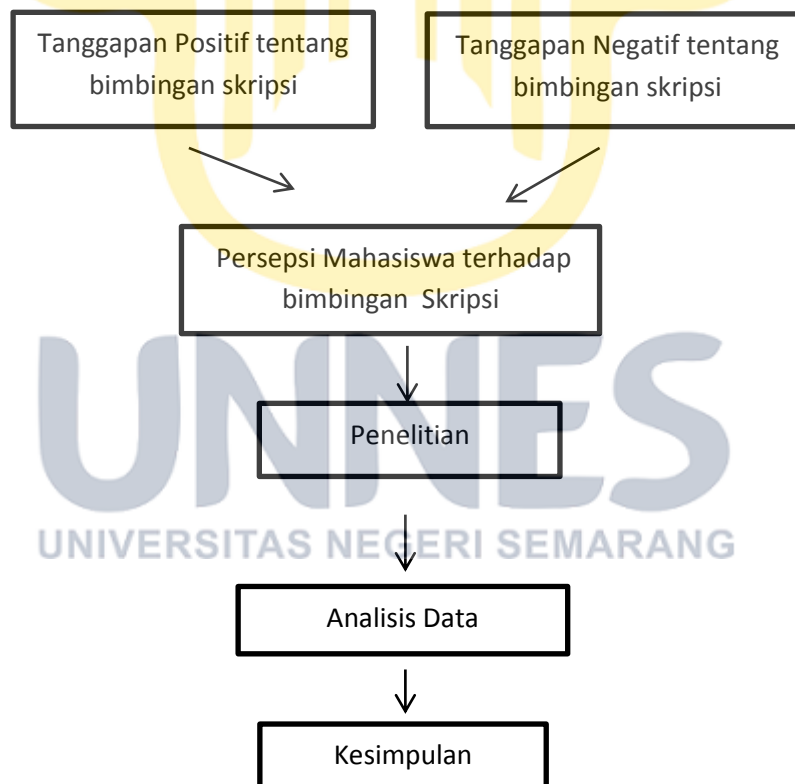 Tanggapan Positif tentang
bimbingan skripsi
Tanggapan Negatif tentang
bimbingan skripsi
Persepsi Mahasiswa terhadap
bimbingan Skripsi
UNNES
Penelitian
UNIVERSITAS NEGERI SEMARANG
Analisis Data
Kesimpulan